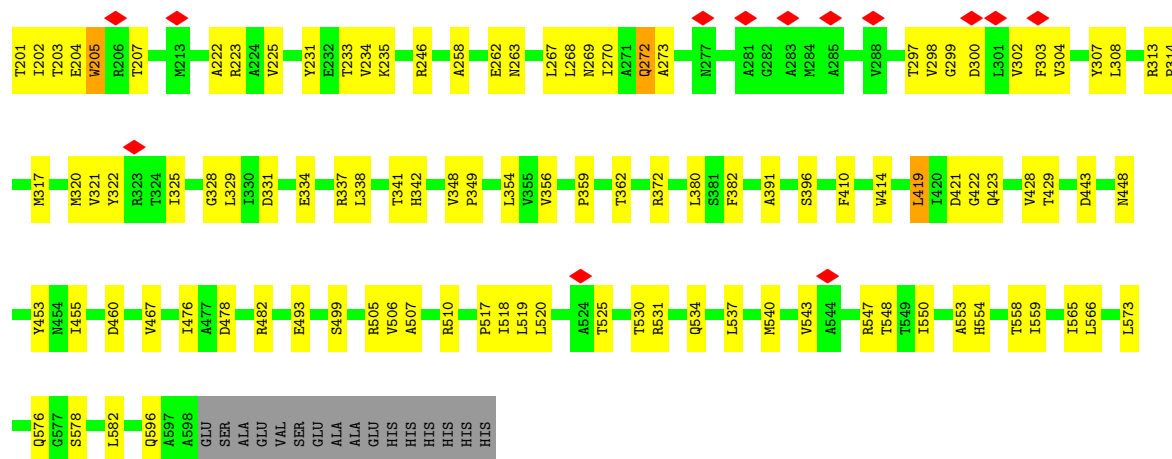 T201 I202 T203 E204 W205 R206 T207 M213 A222 R223 A224 V225 Y231 E232 T233 V234 K235 R246 A258 E262 N263 L267 L268 N269 I270 A271 Q272 A273 N277 A281 G282 A283 M284 A285 V288 T297 V298 G299 D300 L301 V302 F303 V304 Y307 L308 R313
M317 M320 V321 Y322 R323 T324 I325 G328 L329 I330 D331 E334 R337 L338 T341 H342 V348 P349 L354 V355 V356 P359 T362 R372 L380 S381 F382 A391 S396 F410 W414 L419 I420 D421 G422 Q423 V428 T429 D443 N448
Y453 N454 I455 D460 V467 I476 A477 D478 R482 E493 S499 R505 V506 A507 R510 P517 I518 L519 L520 A524 T525 T530 R531 Q534 L537 M540 V543 A544 R547 T548 T549 I550 A553 H554 T558 I559 I565 L566 L573
Q576 G577 S578 L582 Q596 A597 A598 GLU SER ALA GLU VAL SER GLU ALA ALA GLU HIS HIS HIS HIS HIS HIS